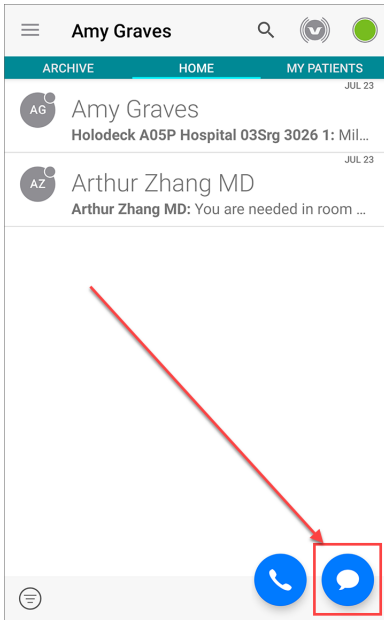 Amy Graves
ARCHIVE HOME MY PATIENTS
JUL 23
AG Amy Graves
Holodeck A05P Hospital 03Srg 3026 1: Mil...
JUL 23
AZ Arthur Zhang MD
Arthur Zhang MD: You are needed in room ...